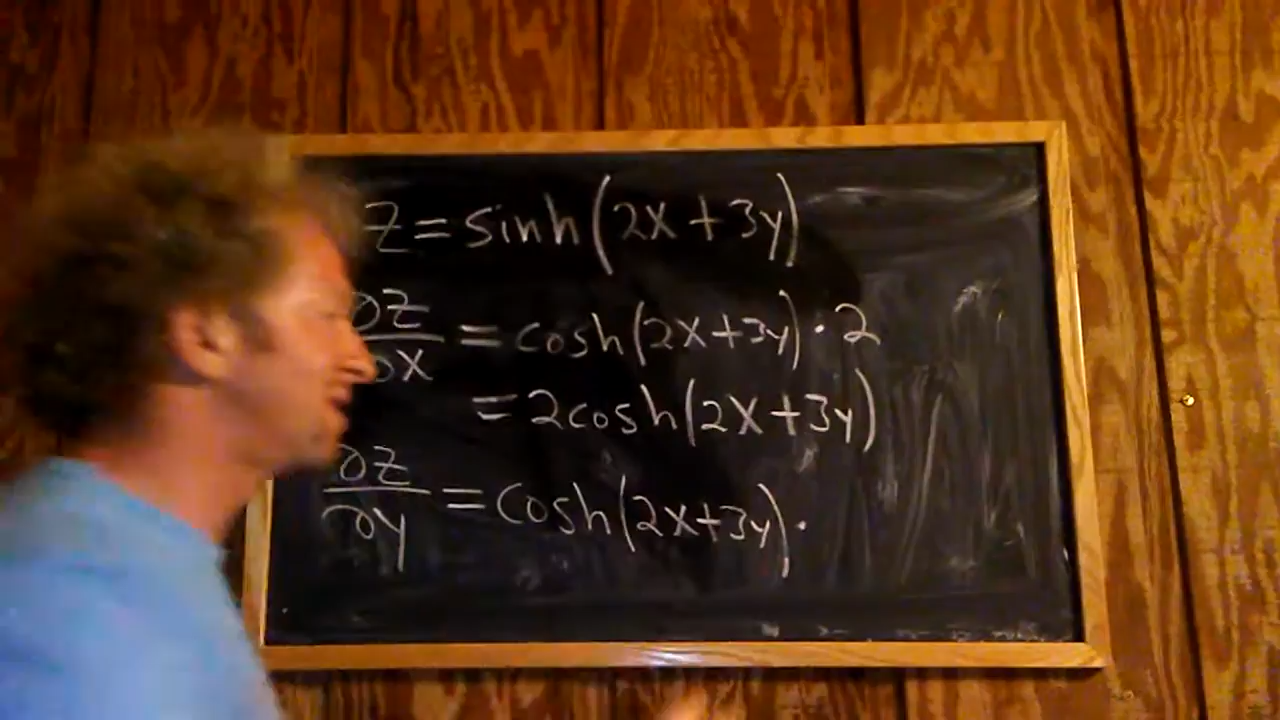 z = sinh(2x + 3y)
∂z/∂x = cosh(2x+3y) · 2
= 2cosh(2x+3y)
∂z/∂y = cosh(2x+3y) ·